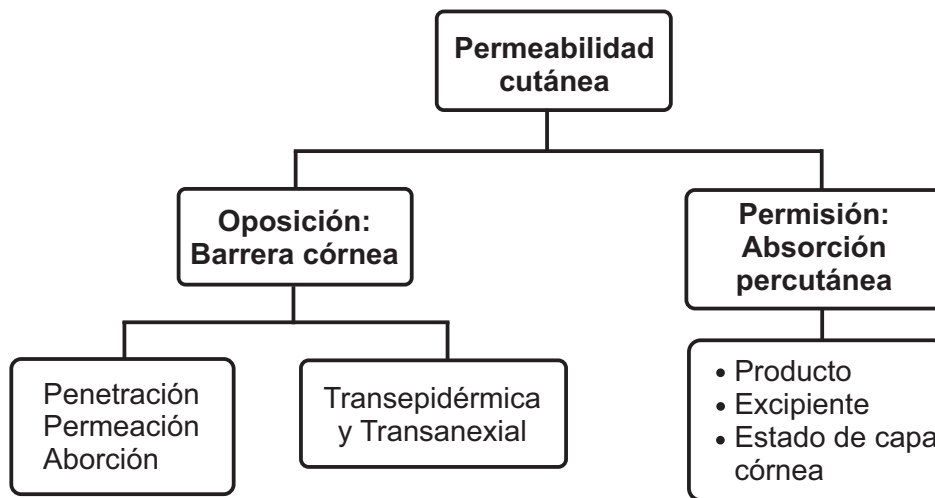 Permeabilidad
cutánea
Oposición:
Barrera córnea
Permisión:
Absorción
percutánea
Penetración
Permeación
Aborción
Transepidérmica
y Transanexial
• Producto
• Excipiente
• Estado de capa
córnea